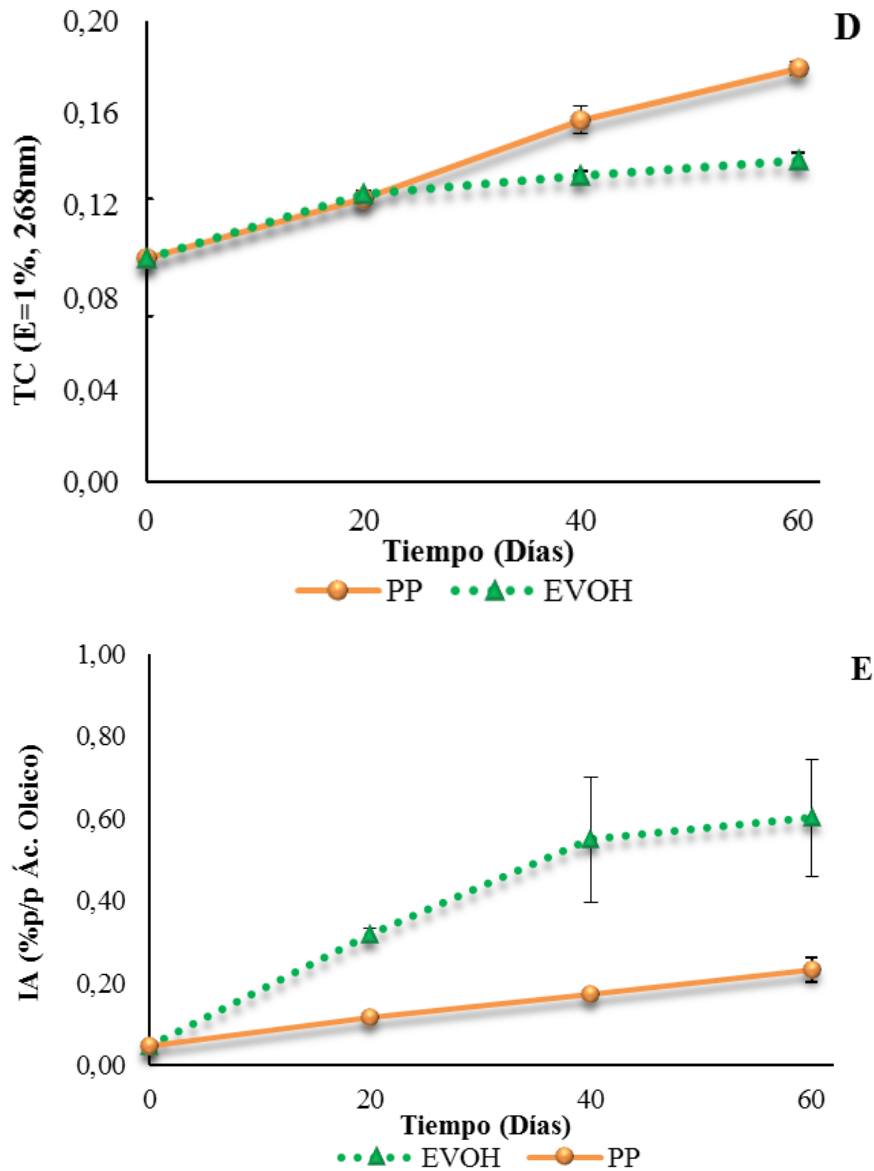 D
0,20
0,16
0,12
0,08
0,04
0,00
TC (E=1%, 268nm)
0 20 40 60
Tiempo (Días)
PP EVOH
E
1,00
0,80
0,60
0,40
0,20
0,00
IA (%p/p Ác. Oleico)
0 20 40 60
Tiempo (Días)
EVOH PP